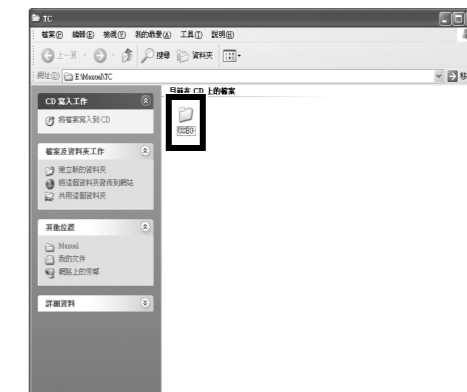 TC
檔案(F) 編輯(E) 檢視(V) 我的最愛(A) 工具(T) 說明(H)
上一頁 搜尋 資料夾
網址(D) E:\Manual\TC
目前在 CD 上的檔案
CD 寫入工作
將檔案寫入到 CD
檔案及資料夾工作
建立新的資料夾
將這個資料夾發佈到網站
共用這個資料夾
其他位置
Manual
我的文件
網路上的芳鄰
詳細資料